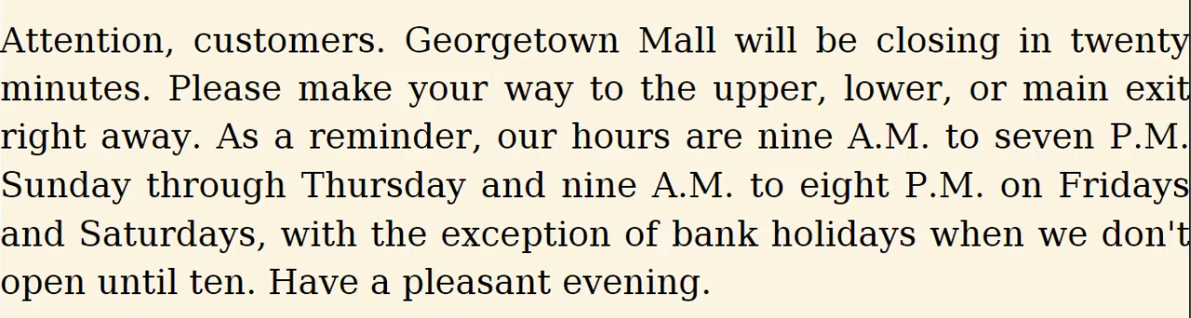 Attention, customers. Georgetown Mall will be closing in twenty
minutes. Please make your way to the upper, lower, or main exit
right away. As a reminder, our hours are nine A.M. to seven P.M.
Sunday through Thursday and nine A.M. to eight P.M. on Fridays
and Saturdays, with the exception of bank holidays when we don't
open until ten. Have a pleasant evening.